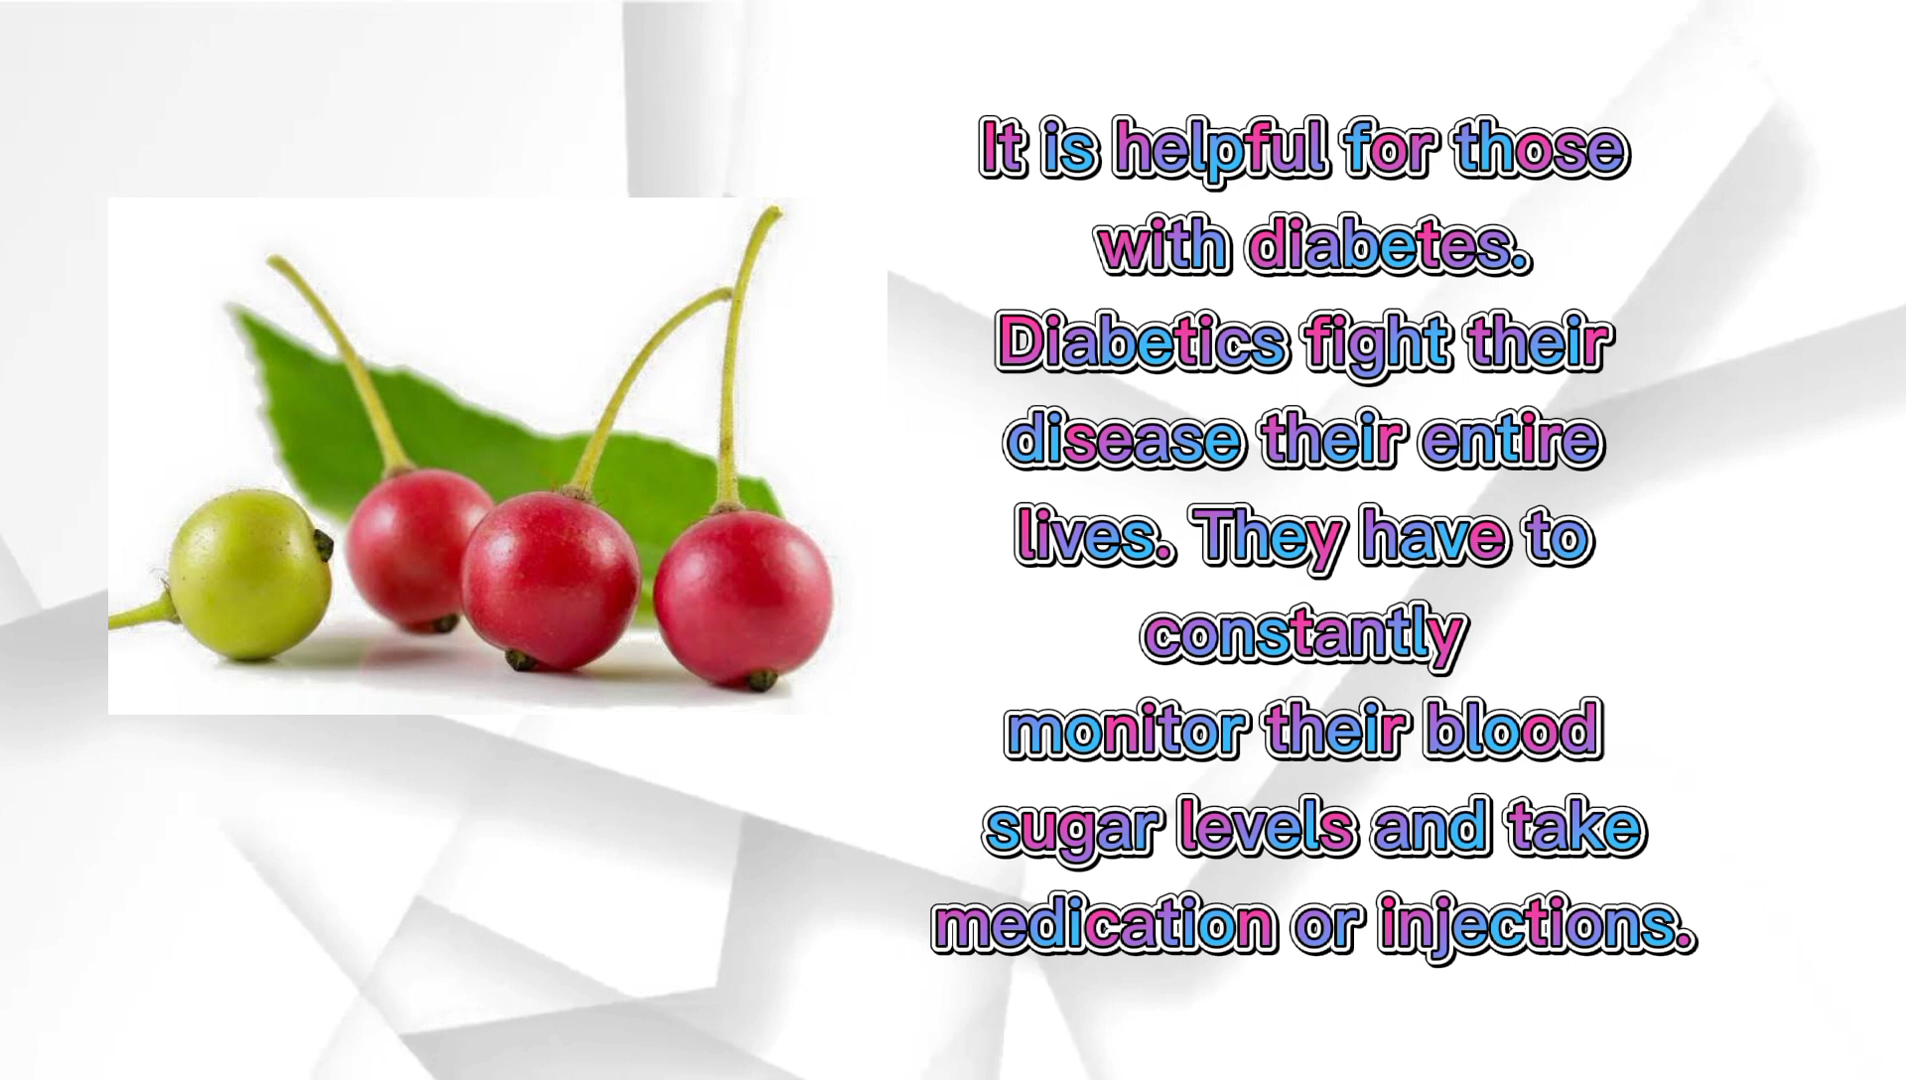 It is helpful for those
with diabetes.
Diabetics fight their
disease their entire
lives. They have to
constantly
monitor their blood
sugar levels and take
medication or injections.